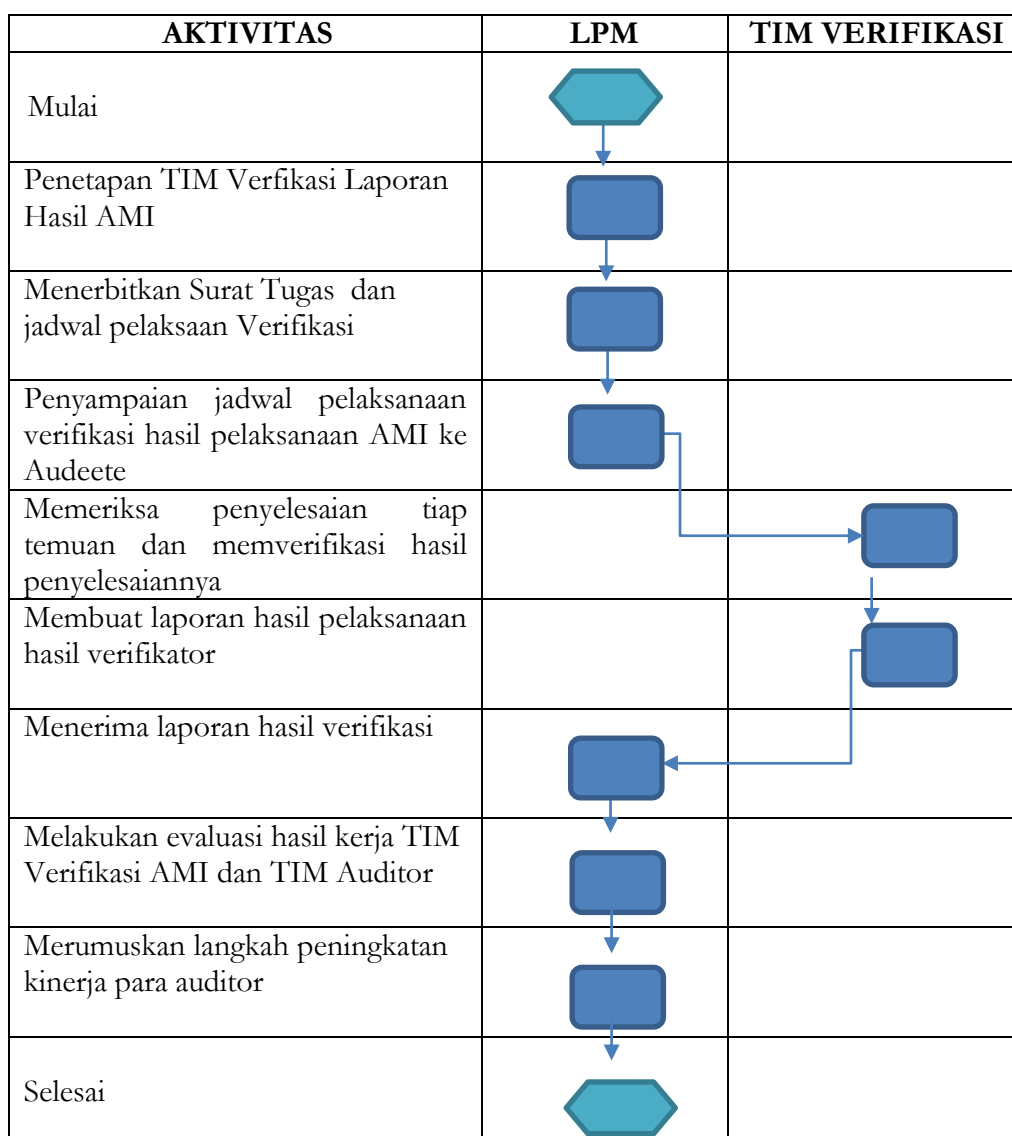 AKTIVITAS LPM TIM VERIFIKASI
Mulai
Penetapan TIM Verfikasi Laporan
Hasil AMI
Menerbitkan Surat Tugas dan
jadwal pelaksaan Verifikasi
Penyampaian jadwal pelaksanaan
verifikasi hasil pelaksanaan AMI ke
Audeete
Memeriksa penyelesaian tiap
temuan dan memverifikasi hasil
penyelesaiannya
Membuat laporan hasil pelaksanaan
hasil verifikator
Menerima laporan hasil verifikasi
Melakukan evaluasi hasil kerja TIM
Verifikasi AMI dan TIM Auditor
Merumuskan langkah peningkatan
kinerja para auditor
Selesai